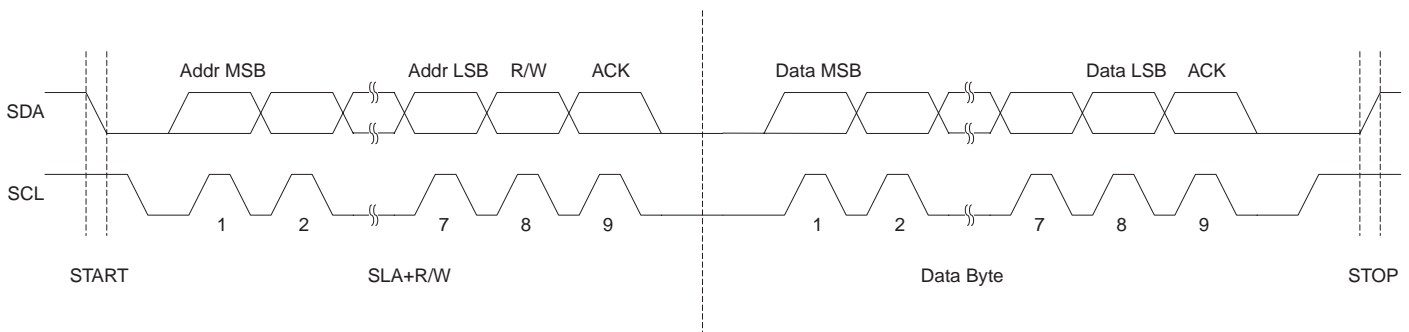 Addr MSB Addr LSB R/W ACK Data MSB Data LSB ACK
SDA
SCL
1 2 7 8 9 1 2 7 8 9
START SLA+R/W Data Byte STOP